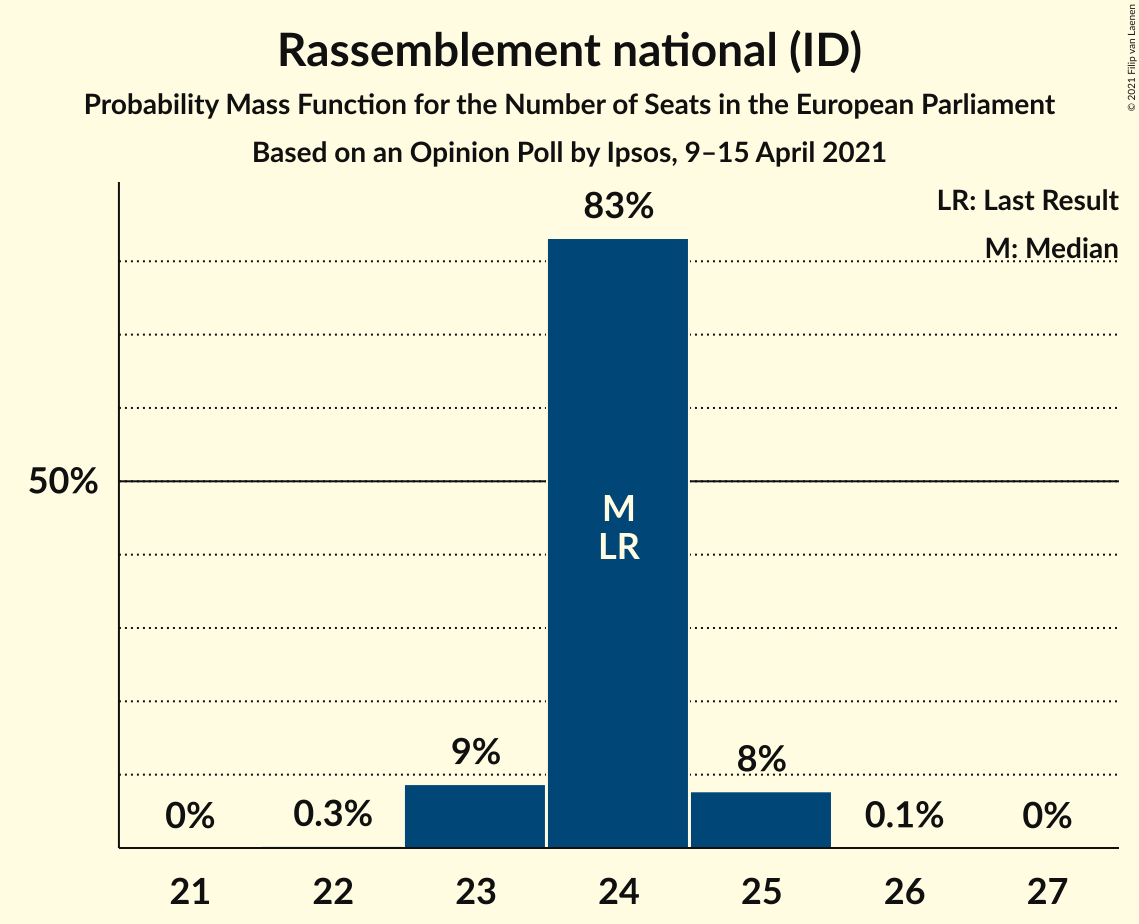 Rassemblement national (ID)
Probability Mass Function for the Number of Seats in the European Parliament
Based on an Opinion Poll by Ipsos, 9–15 April 2021
© 2021 Filip van Laenen
LR: Last Result
M: Median
50%
0%
0.3%
9%
83%
M
LR
8%
0.1%
0%
21
22
23
24
25
26
27